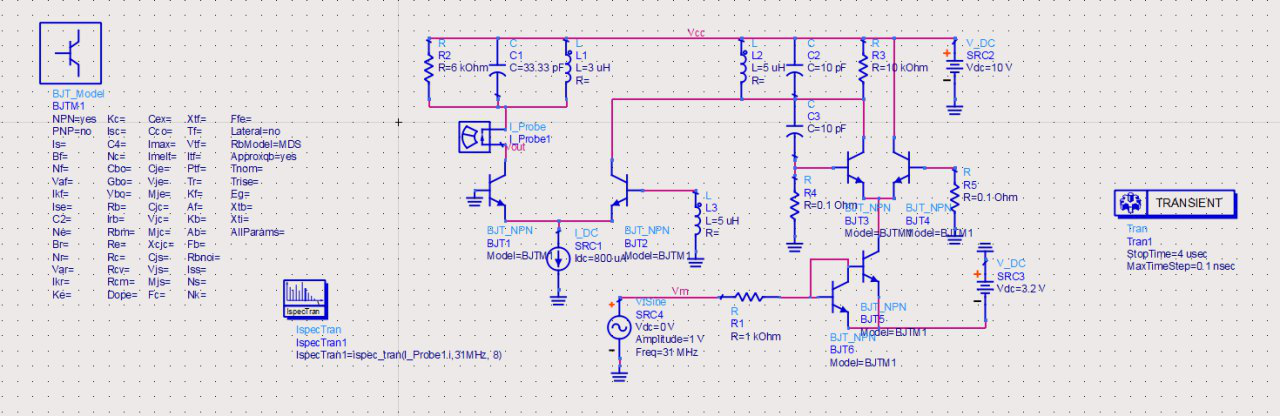 Vcc
R
R2
R=6 kOhm
C
C1
C=33.33 pF
L
L1
L=3 uH
R=
L
L2
L=5 uH
R=
C
C2
C=10 pF
R
R3
R=10 kOhm
V_DC
SRC2
Vdc=10 V
BJT_Model
BJTM1
NPN=yes Kc= Cex= Xtf= Ffe=
PNP=no Isc= Cco= Tf= Lateral=no
Is= C4= Imax= Vtf= RbModel=MDS
Bf= Nc= Imelt= Itf= Approxqb=yes
Nf= Cbo= Cje= Ptf= Tnom=
Vaf= Gbo= Vje= Tr= Trise=
Ikf= Vbo= Mje= Kf= Eg=
Ise= Rb= Cjc= Af= Xtb=
C2= Irb= Vjc= Kb= Xti=
Ne= Rbm= Mjc= Ab= AllParams=
Br= Re= Xcjc= Fb=
Nr= Rc= Cjs= Rbnoi=
Var= Rcv= Vjs= Iss=
Ikr= Rcm= Mjs= Ns=
Ke= Dope= Fc= Nk=
C
C3
C=10 pF
I_Probe
I_Probe1
Vout
R
R4
R=0.1 Ohm
R
R5
R=0.1 Ohm
L
L3
L=5 uH
R=
BJT_NPN
BJT1
Model=BJTM1
I_DC
SRC1
Idc=800 uA
BJT_NPN
BJT2
Model=BJTM1
BJT_NPN
BJT3
Model=BJTM1
BJT_NPN
BJT4
Model=BJTM1
TRANSIENT
Tran
Tran1
StopTime=4 usec
MaxTimeStep=0.1 nsec
V_DC
SRC3
Vdc=3.2 V
IspecTran
IspecTran
IspecTran1
IspecTran1=ispec_tran(I_Probe1.i,31MHz, 8)
Vm
VtSine
SRC4
Vdc=0 V
Amplitude=1 V
Freq=31 MHz
R
R1
R=1 kOhm
BJT_NPN
BJT5
Model=BJTM1
BJT_NPN
BJT6
Model=BJTM1